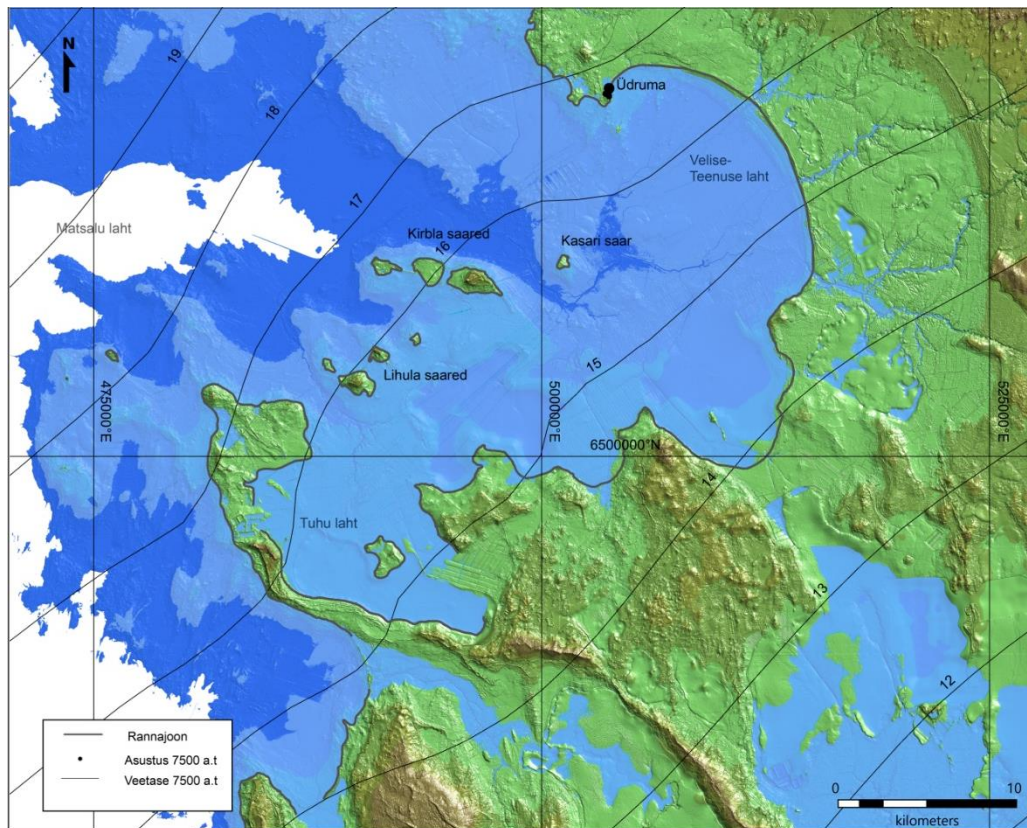 N
19
18
17
16
15
14
13
12
Üdruma
Velise-
Teenuse laht
Matsalu laht
Kirbla saared
Kasari saar
Lihula saared
475000°E
500000°E
525000°E
6500000°N
Tuhu laht
Rannajoon
Asustus 7500 a.t
Veetase 7500 a.t
0 10
kilometers